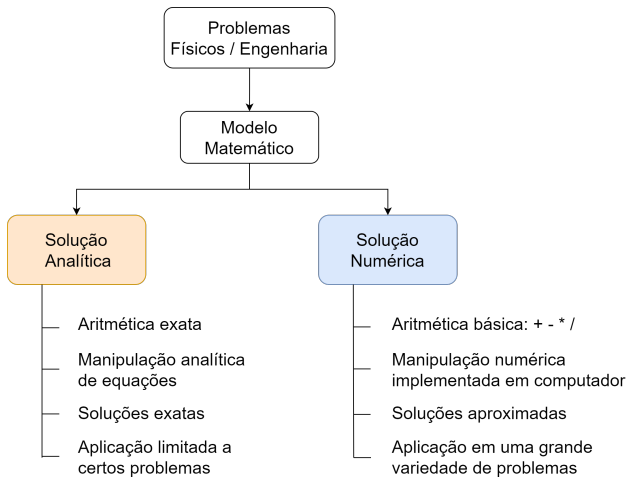 Problemas
Físicos / Engenharia
Modelo
Matemático
Solução
Analítica
Aritmética exata
Manipulação analítica
de equações
Soluções exatas
Aplicação limitada a
certos problemas
Solução
Numérica
Aritmética básica: + - * /
Manipulação numérica
implementada em computador
Soluções aproximadas
Aplicação em uma grande
variedade de problemas